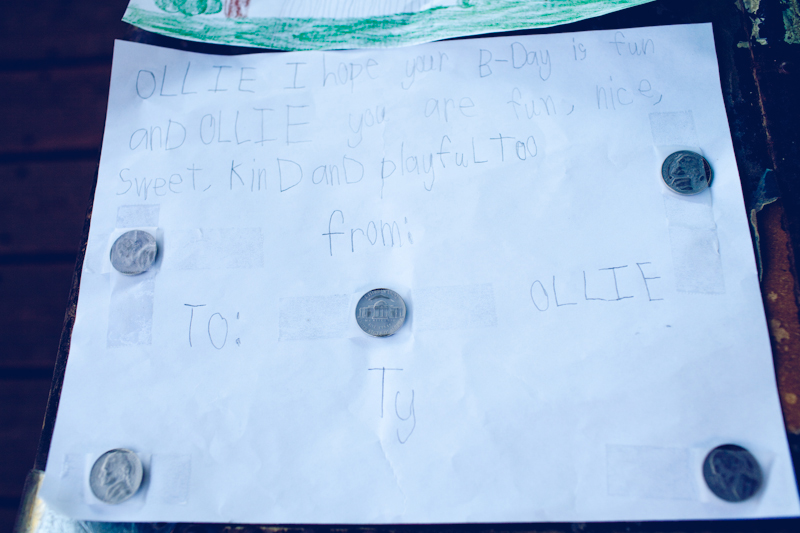 OLLIE I hope your B-Day is fun
anD OLLIE you are fun, nice,
Sweet, KinD anD playfuL Too
from:
To: OLLIE
Ty